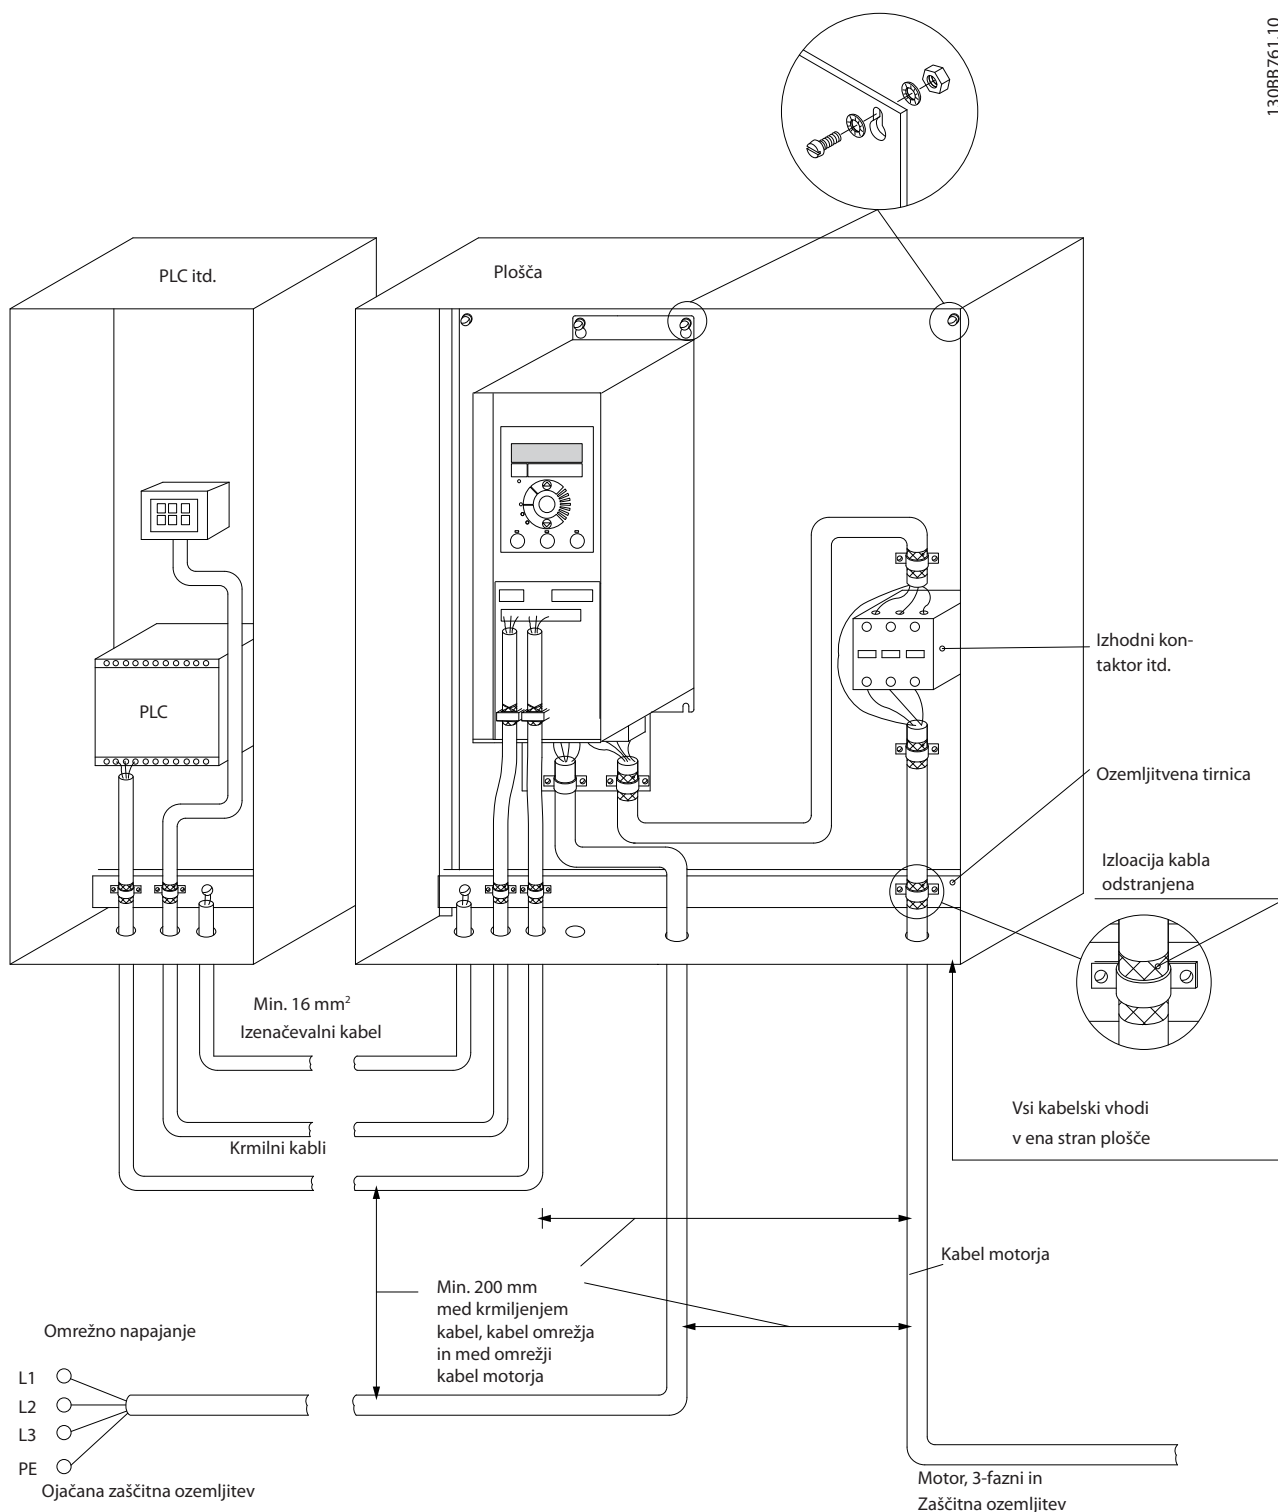 130BB761.10
PLC itd.
Plošča
PLC
Izhodni kon-
taktor itd.
Ozemljitvena tirnica
Izloacija kabla
odstranjena
Min. 16 mm²
Izenačevalni kabel
Vsi kabelski vhodi
v ena stran plošče
Krmilni kabli
Kabel motorja
Min. 200 mm
med krmiljenjem
kabel, kabel omrežja
in med omrežji
kabel motorja
Omrežno napajanje
L1
L2
L3
PE
Ojačana zaščitna ozemljitev
Motor, 3-fazni in
Zaščitna ozemljitev